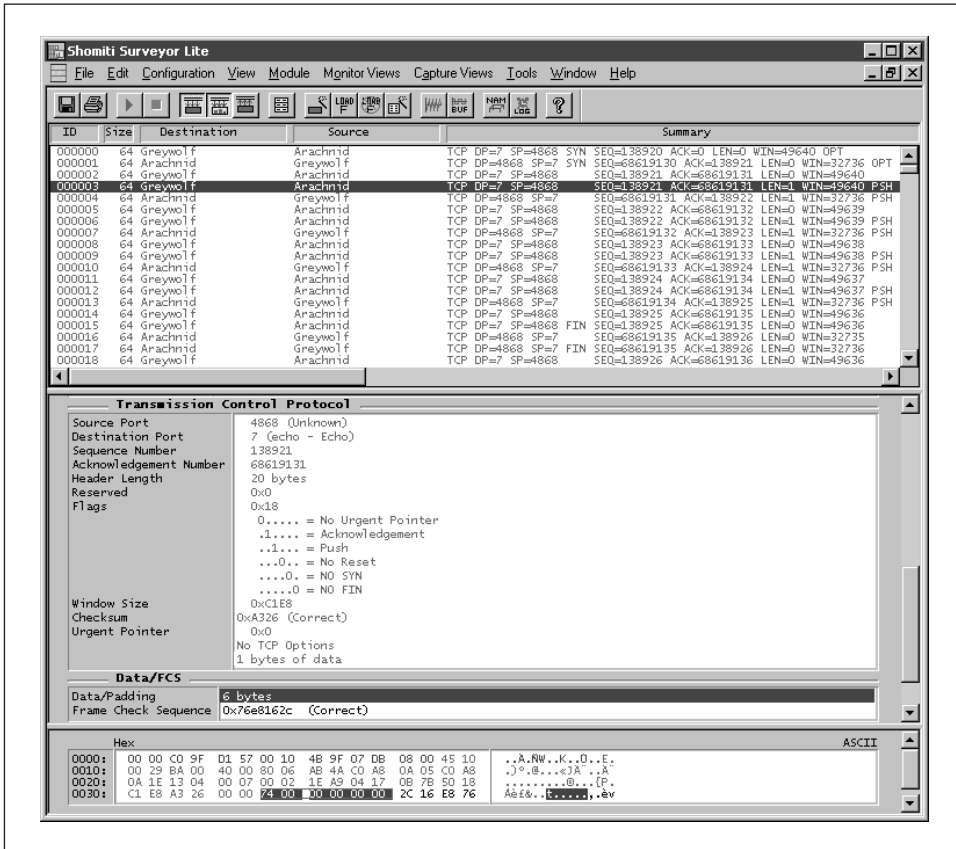 Shomiti Surveyor Lite
File Edit Configuration View Module Monitor Views Capture Views Tools Window Help
LOAD F BUF NAM LOG ?
ID Size Destination Source Summary
000000 64 Greywolf Arachnid TCP DP=7 SP=4868 SYN SEQ=138920 ACK=0 LEN=0 WIN=49640 OPT
000001 64 Arachnid Greywolf TCP DP=4868 SP=7 SYN SEQ=68619130 ACK=138921 LEN=0 WIN=32736 OPT
000002 64 Greywolf Arachnid TCP DP=7 SP=4868 SEQ=138921 ACK=68619131 LEN=0 WIN=49640
000003 64 Greywolf Arachnid TCP DP=7 SP=4868 SEQ=138921 ACK=68619131 LEN=1 WIN=49640 PSH
000004 64 Arachnid Greywolf TCP DP=4868 SP=7 SEQ=68619131 ACK=138922 LEN=1 WIN=32736 PSH
000005 64 Greywolf Arachnid TCP DP=7 SP=4868 SEQ=138922 ACK=68619132 LEN=0 WIN=49639
000006 64 Greywolf Arachnid TCP DP=7 SP=4868 SEQ=138922 ACK=68619132 LEN=1 WIN=49639 PSH
000007 64 Arachnid Greywolf TCP DP=4868 SP=7 SEQ=68619132 ACK=138923 LEN=1 WIN=32736 PSH
000008 64 Greywolf Arachnid TCP DP=7 SP=4868 SEQ=138923 ACK=68619133 LEN=0 WIN=49638
000009 64 Greywolf Arachnid TCP DP=7 SP=4868 SEQ=138923 ACK=68619133 LEN=1 WIN=49638 PSH
000010 64 Arachnid Greywolf TCP DP=4868 SP=7 SEQ=68619133 ACK=138924 LEN=1 WIN=32736 PSH
000011 64 Greywolf Arachnid TCP DP=7 SP=4868 SEQ=138924 ACK=68619134 LEN=0 WIN=49637
000012 64 Greywolf Arachnid TCP DP=7 SP=4868 SEQ=138924 ACK=68619134 LEN=1 WIN=49637 PSH
000013 64 Arachnid Greywolf TCP DP=4868 SP=7 SEQ=68619134 ACK=138925 LEN=1 WIN=32736 PSH
000014 64 Greywolf Arachnid TCP DP=7 SP=4868 SEQ=138925 ACK=68619135 LEN=0 WIN=49636
000015 64 Greywolf Arachnid TCP DP=7 SP=4868 FIN SEQ=138925 ACK=68619135 LEN=0 WIN=49636
000016 64 Arachnid Greywolf TCP DP=4868 SP=7 SEQ=68619135 ACK=138926 LEN=0 WIN=32735
000017 64 Arachnid Greywolf TCP DP=4868 SP=7 FIN SEQ=68619135 ACK=138926 LEN=0 WIN=32736
000018 64 Greywolf Arachnid TCP DP=7 SP=4868 SEQ=138926 ACK=68619136 LEN=0 WIN=49636
Transmission Control Protocol
Source Port 4868 (Unknown)
Destination Port 7 (echo - Echo)
Sequence Number 138921
Acknowledgement Number 68619131
Header Length 20 bytes
Reserved 0x0
Flags 0x18
0..... = No Urgent Pointer
.1.... = Acknowledgement
..1... = Push
...0.. = No Reset
....0. = NO SYN
.....0 = NO FIN
Window Size 0xC1E8
Checksum 0xA326 (Correct)
Urgent Pointer 0x0
No TCP Options
1 bytes of data
Data/FCS
Data/Padding 6 bytes
Frame Check Sequence 0x76e8162c (Correct)
Hex ASCII
0000: 00 00 C0 9F D1 57 00 10 4B 9F 07 DB 08 00 45 10 ..À.ÑW..K..Û..E.
0010: 00 29 BA 00 40 00 80 06 AB 4A C0 A8 0A 05 C0 A8 .)º.@...«JÀ¨..À¨
0020: 0A 1E 13 04 00 07 00 02 1E A9 04 17 0B 7B 50 18
0030: C1 E8 A3 26 00 00 74 00 00 00 00 00 2C 16 E8 76 Áè£&..t.....,.èv